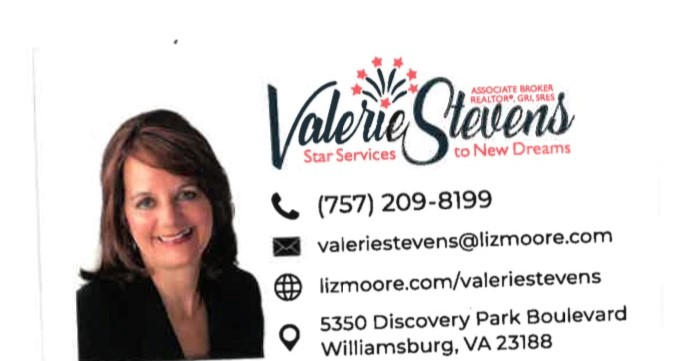 Valerie Stevens
ASSOCIATE BROKER
REALTOR®, GRI, SRES
Star Services to New Dreams
(757) 209-8199
valeriestevens@lizmoore.com
lizmoore.com/valeriestevens
5350 Discovery Park Boulevard
Williamsburg, VA 23188